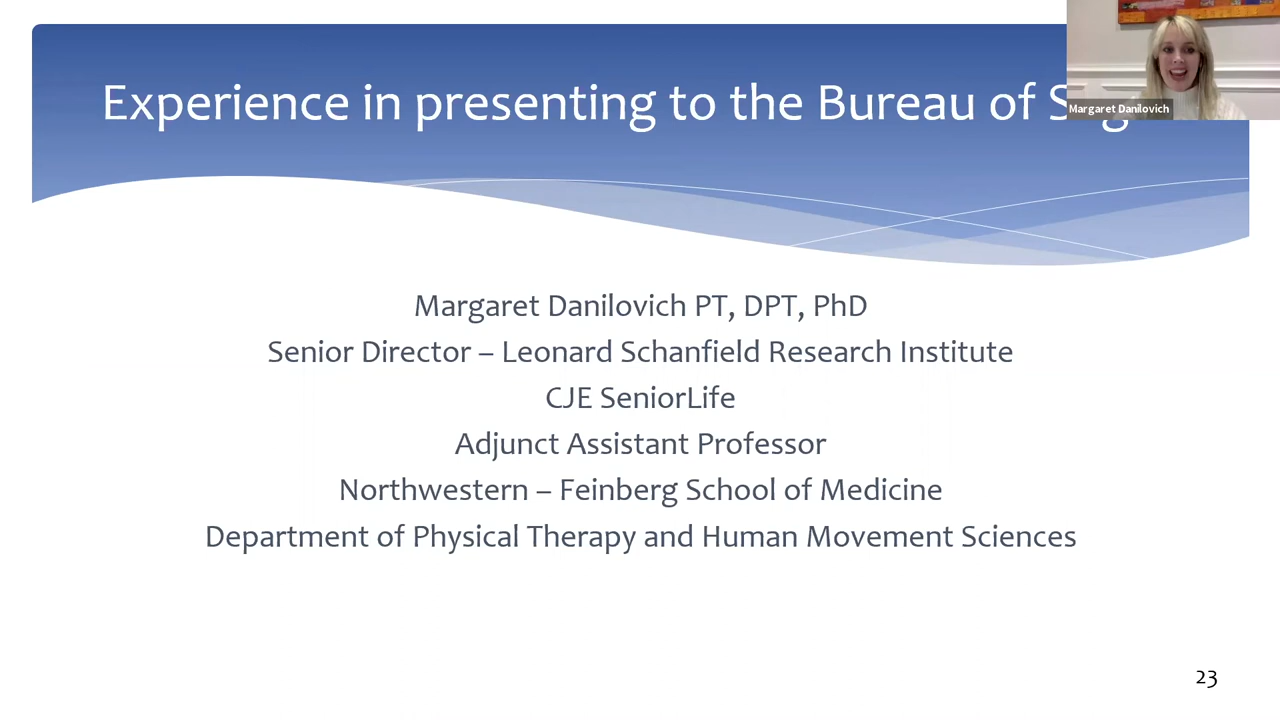 Experience in presenting to the Bureau of
Margaret Danilovich
Margaret Danilovich PT, DPT, PhD
Senior Director – Leonard Schanfield Research Institute
CJE SeniorLife
Adjunct Assistant Professor
Northwestern – Feinberg School of Medicine
Department of Physical Therapy and Human Movement Sciences
23